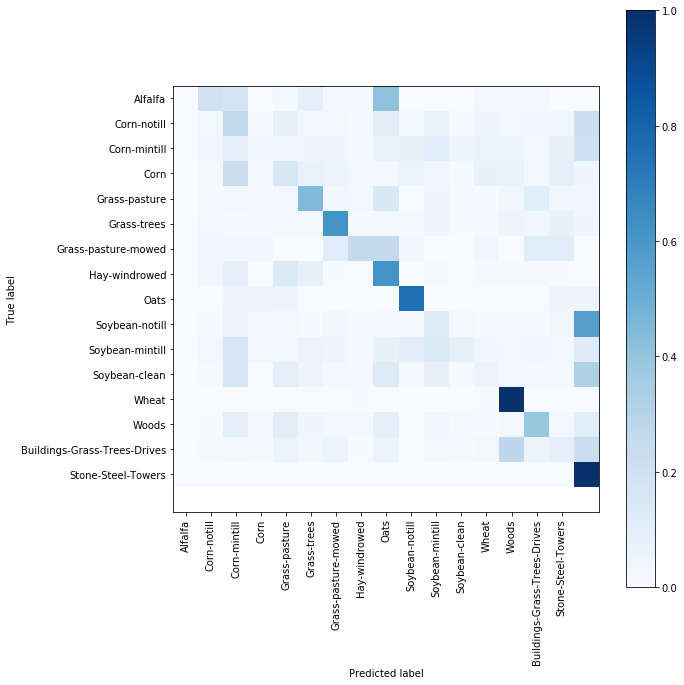 1.0
0.8
0.6
0.4
0.2
0.0
True label
Alfalfa
Corn-notill
Corn-mintill
Corn
Grass-pasture
Grass-trees
Grass-pasture-mowed
Hay-windrowed
Oats
Soybean-notill
Soybean-mintill
Soybean-clean
Wheat
Woods
Buildings-Grass-Trees-Drives
Stone-Steel-Towers
Alfalfa
Corn-notill
Corn-mintill
Corn
Grass-pasture
Grass-trees
Grass-pasture-mowed
Hay-windrowed
Oats
Soybean-notill
Soybean-mintill
Soybean-clean
Wheat
Woods
Buildings-Grass-Trees-Drives
Stone-Steel-Towers
Predicted label